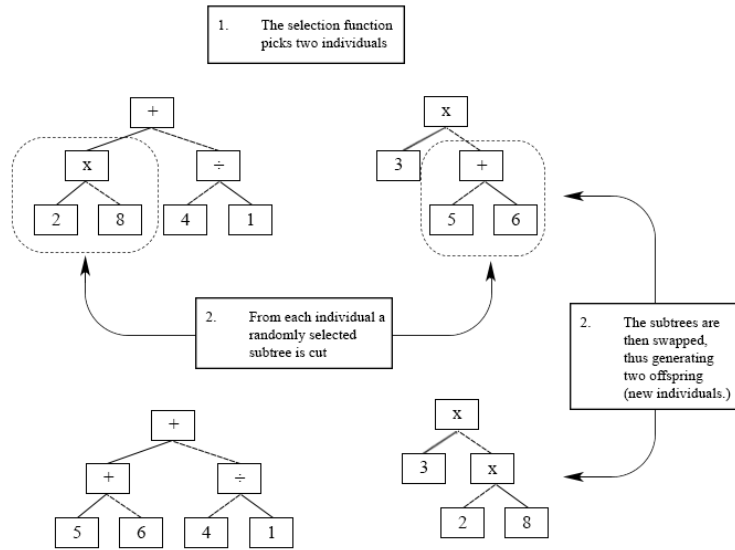 1. The selection function
picks two individuals
+
x
x
÷
3
+
2 8 4 1
5 6
2. From each individual a
randomly selected
subtree is cut
2. The subtrees are
then swapped,
thus generating
two offspring
(new individuals.)
+
x
+
÷
3
x
5 6 4 1
2 8